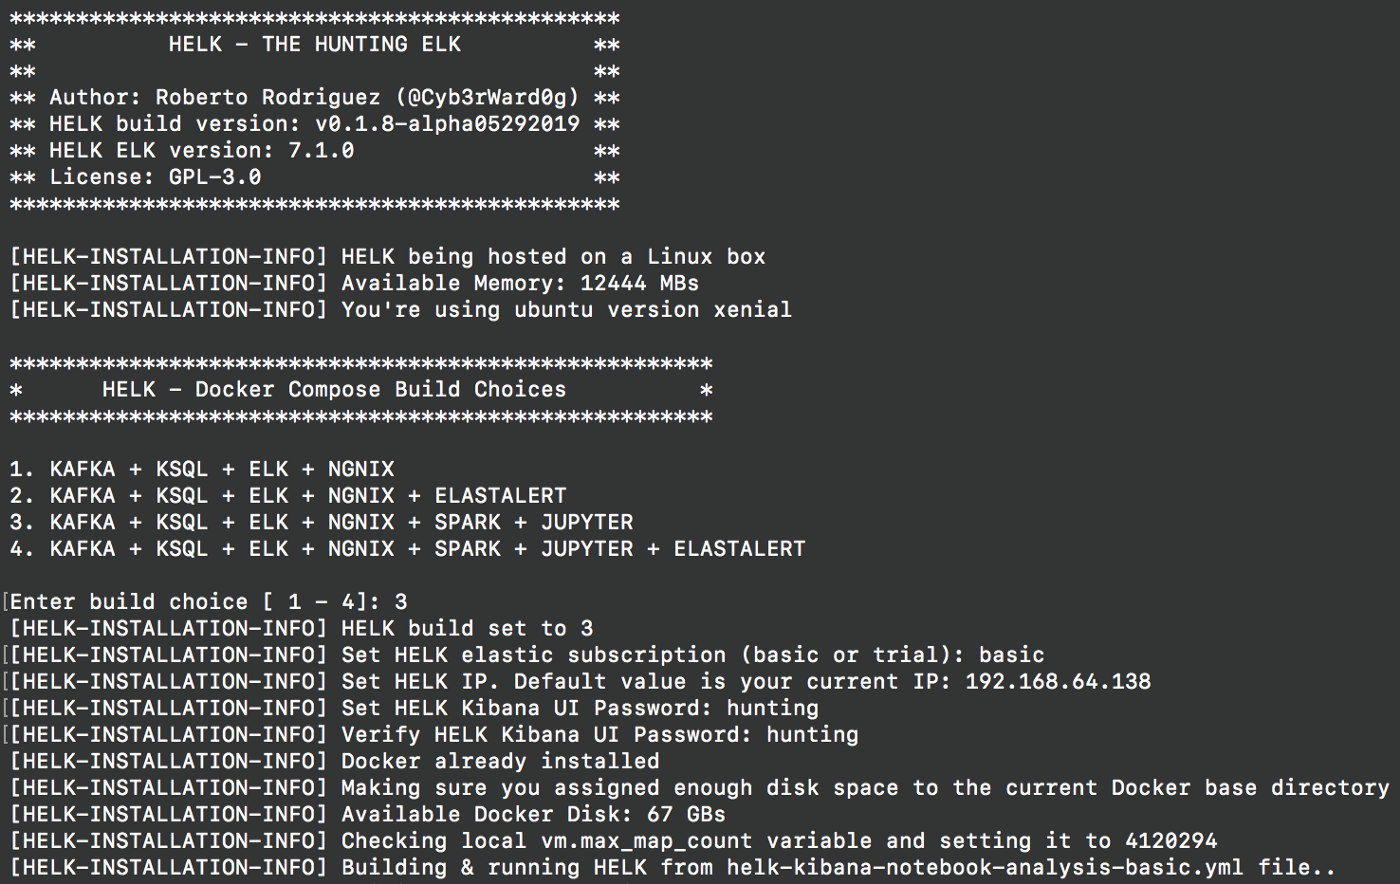 **********************************************
** HELK - THE HUNTING ELK **
** **
** Author: Roberto Rodriguez (@Cyb3rWard0g) **
** HELK build version: v0.1.8-alpha05292019 **
** HELK ELK version: 7.1.0 **
** License: GPL-3.0 **
**********************************************
[HELK-INSTALLATION-INFO] HELK being hosted on a Linux box
[HELK-INSTALLATION-INFO] Available Memory: 12444 MBs
[HELK-INSTALLATION-INFO] You're using ubuntu version xenial
*****************************************************
* HELK - Docker Compose Build Choices *
*****************************************************
1. KAFKA + KSQL + ELK + NGNIX
2. KAFKA + KSQL + ELK + NGNIX + ELASTALERT
3. KAFKA + KSQL + ELK + NGNIX + SPARK + JUPYTER
4. KAFKA + KSQL + ELK + NGNIX + SPARK + JUPYTER + ELASTALERT
[Enter build choice [ 1 - 4]: 3
[HELK-INSTALLATION-INFO] HELK build set to 3
[[HELK-INSTALLATION-INFO] Set HELK elastic subscription (basic or trial): basic
[[HELK-INSTALLATION-INFO] Set HELK IP. Default value is your current IP: 192.168.64.138
[[HELK-INSTALLATION-INFO] Set HELK Kibana UI Password: hunting
[[HELK-INSTALLATION-INFO] Verify HELK Kibana UI Password: hunting
[HELK-INSTALLATION-INFO] Docker already installed
[HELK-INSTALLATION-INFO] Making sure you assigned enough disk space to the current Docker base directory
[HELK-INSTALLATION-INFO] Available Docker Disk: 67 GBs
[HELK-INSTALLATION-INFO] Checking local vm.max_map_count variable and setting it to 4120294
[HELK-INSTALLATION-INFO] Building & running HELK from helk-kibana-notebook-analysis-basic.yml file..